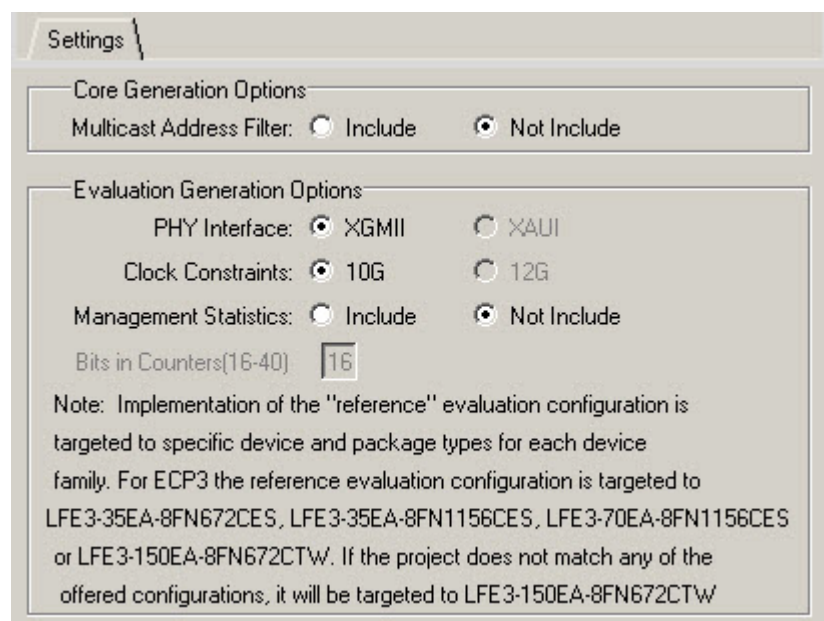 Settings
Core Generation Options
Multicast Address Filter: Include Not Include
Evaluation Generation Options
PHY Interface: XGMII XAUI
Clock Constraints: 10G 12G
Management Statistics: Include Not Include
Bits in Counters(16-40) 16
Note: Implementation of the "reference" evaluation configuration is
targeted to specific device and package types for each device
family. For ECP3 the reference evaluation configuration is targeted to
LFE3-35EA-8FN672CES, LFE3-35EA-8FN1156CES, LFE3-70EA-8FN1156CES
or LFE3-150EA-8FN672CTW. If the project does not match any of the
offered configurations, it will be targeted to LFE3-150EA-8FN672CTW